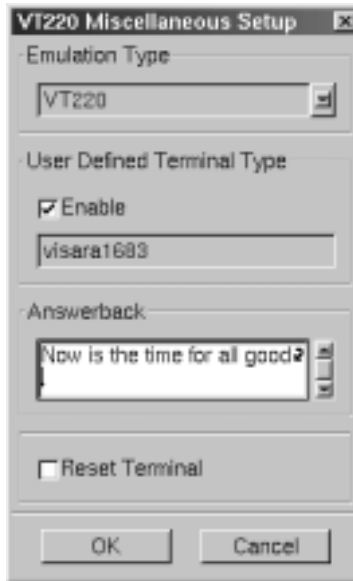 VT220 Miscellaneous Setup
Emulation Type
VT220
User Defined Terminal Type
Enable
visara1683
Answerback
Now is the time for all good
Reset Terminal
OK
Cancel